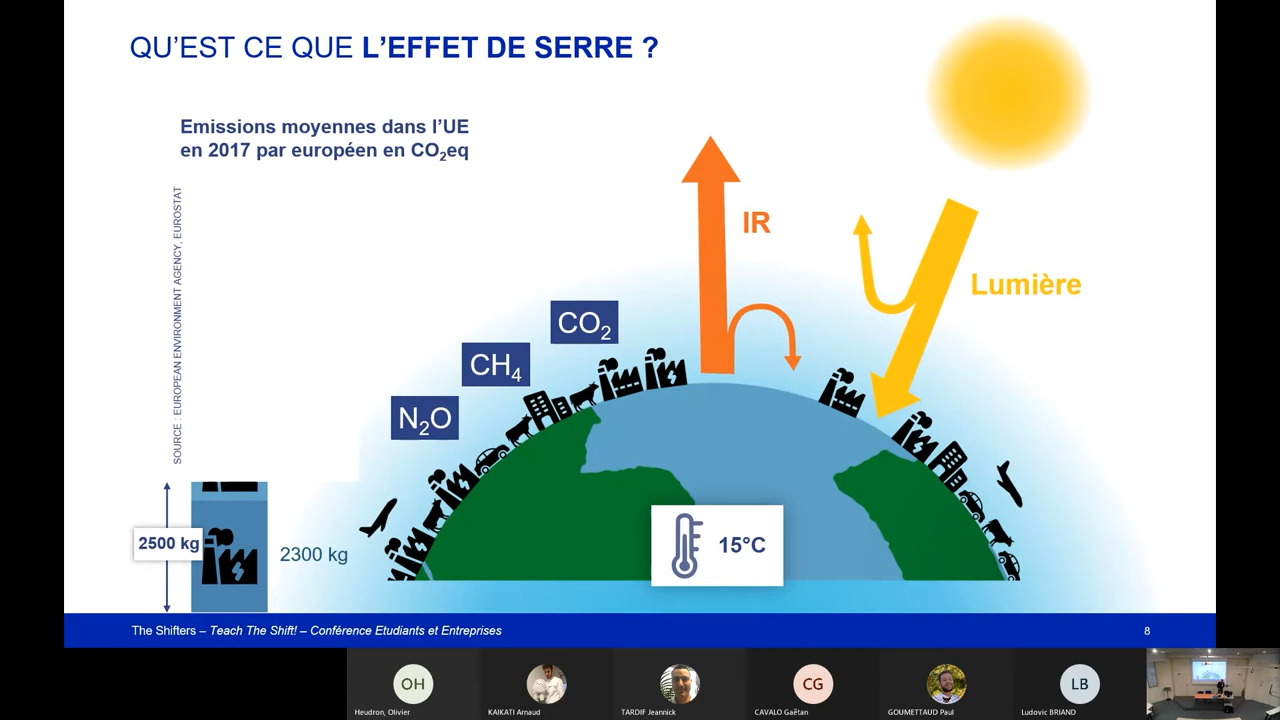 QU'EST CE QUE L'EFFET DE SERRE ?
Emissions moyennes dans l'UE
en 2017 par européen en CO₂eq
SOURCE : EUROPEAN ENVIRONMENT AGENCY, EUROSTAT
IR
Lumière
CO₂
CH₄
N₂O
2500 kg
2300 kg
15°C
The Shifters – Teach The Shift! – Conférence Etudiants et Entreprises
8
OH
CG
LB
Heudron, Olivier
KAIKATI Arnaud
TARDIF Jeannick
CAVALO Gaëtan
GOUMETTAUD Paul
Ludovic BRIAND